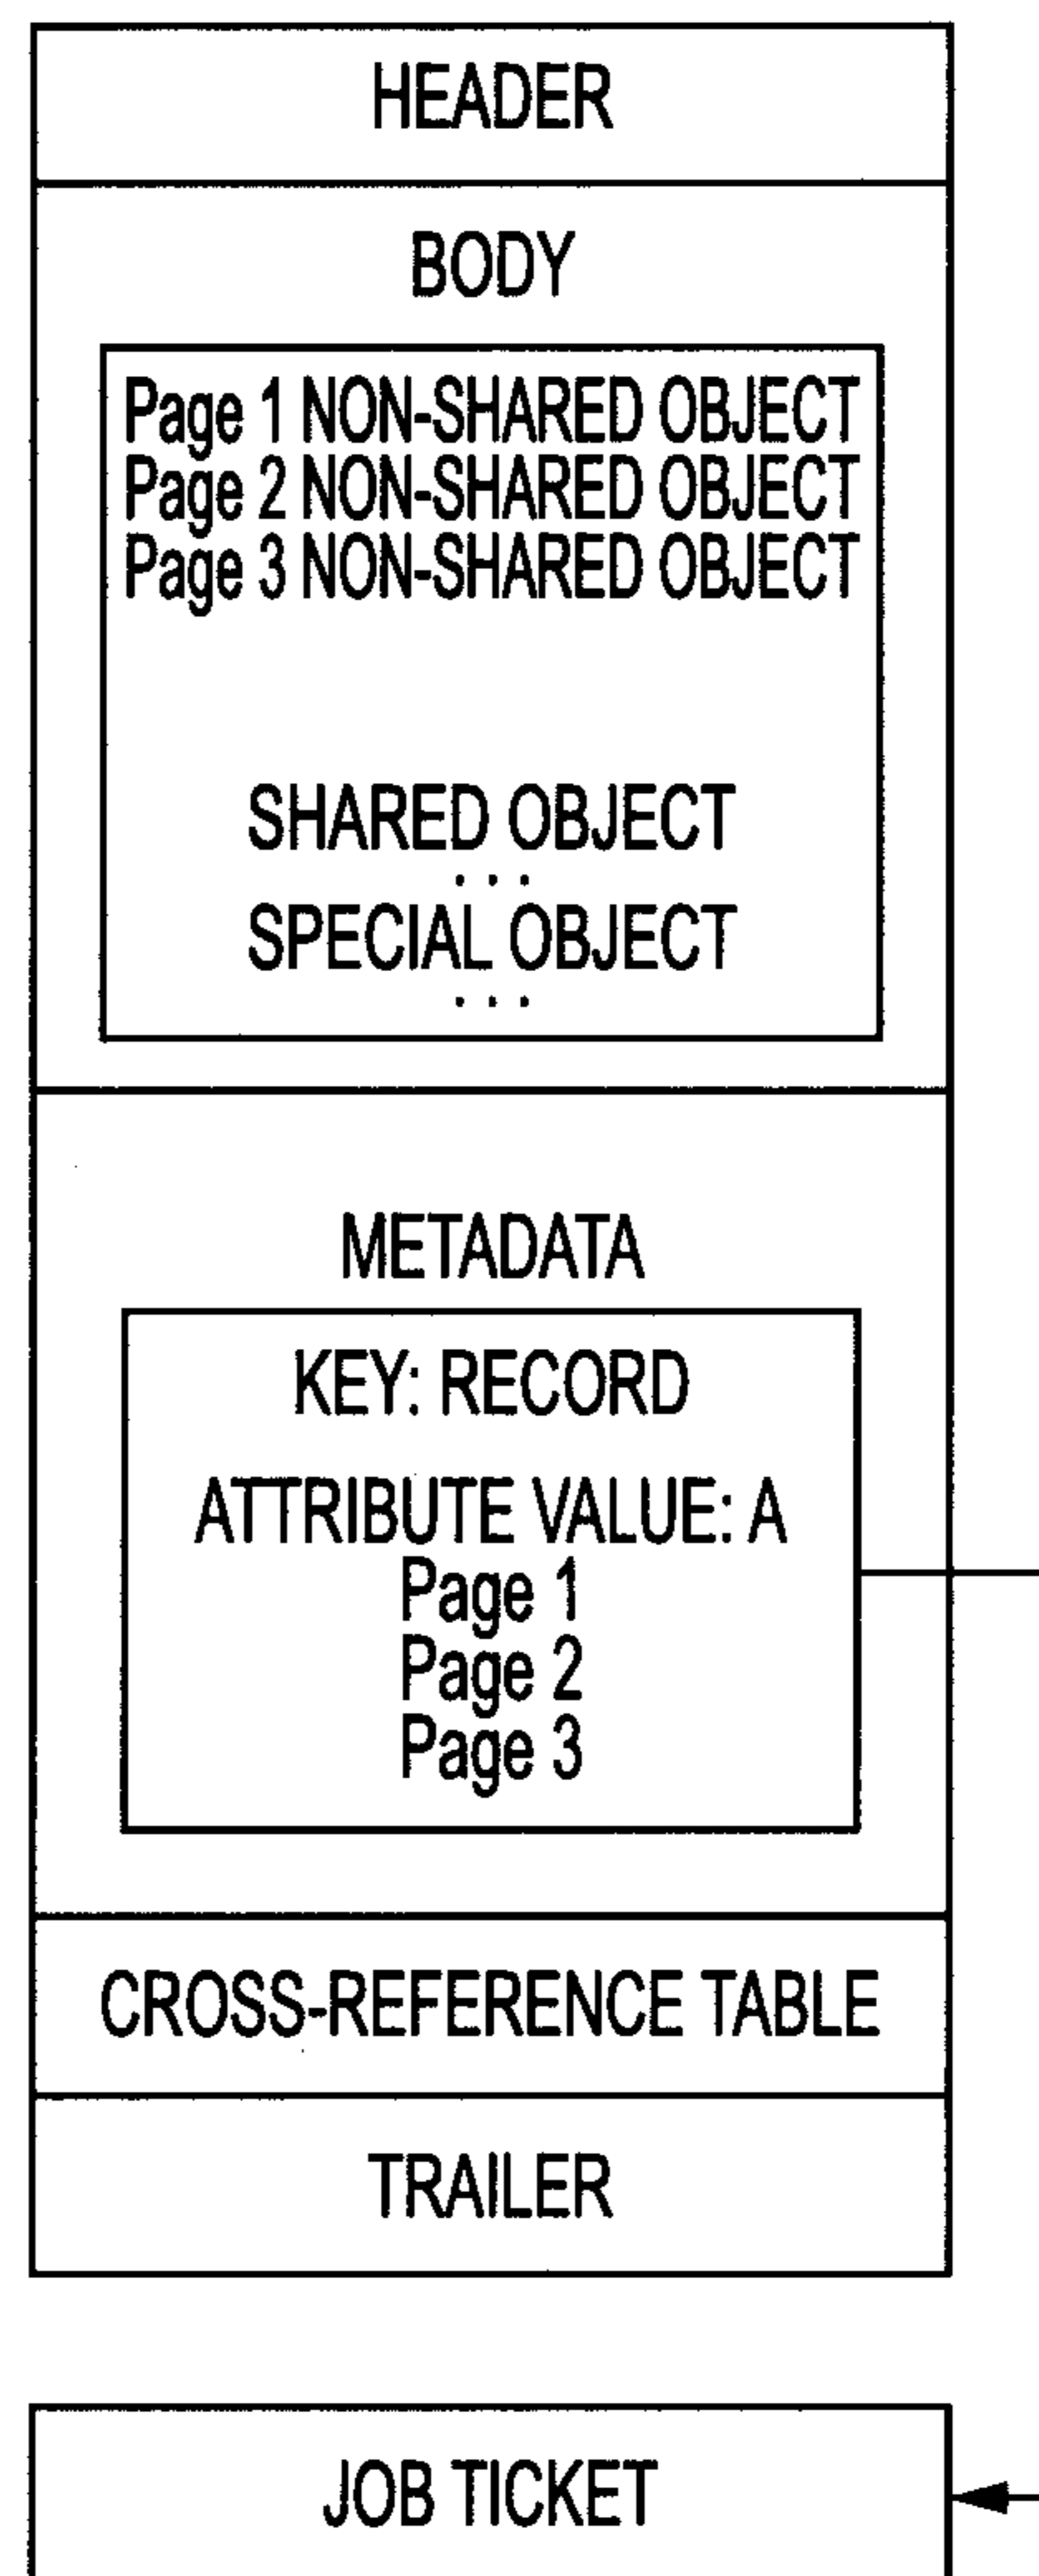 HEADER
BODY
Page 1 NON-SHARED OBJECT
Page 2 NON-SHARED OBJECT
Page 3 NON-SHARED OBJECT
SHARED OBJECT
...
SPECIAL OBJECT
...
METADATA
KEY: RECORD
ATTRIBUTE VALUE: A
Page 1
Page 2
Page 3
CROSS-REFERENCE TABLE
TRAILER
JOB TICKET